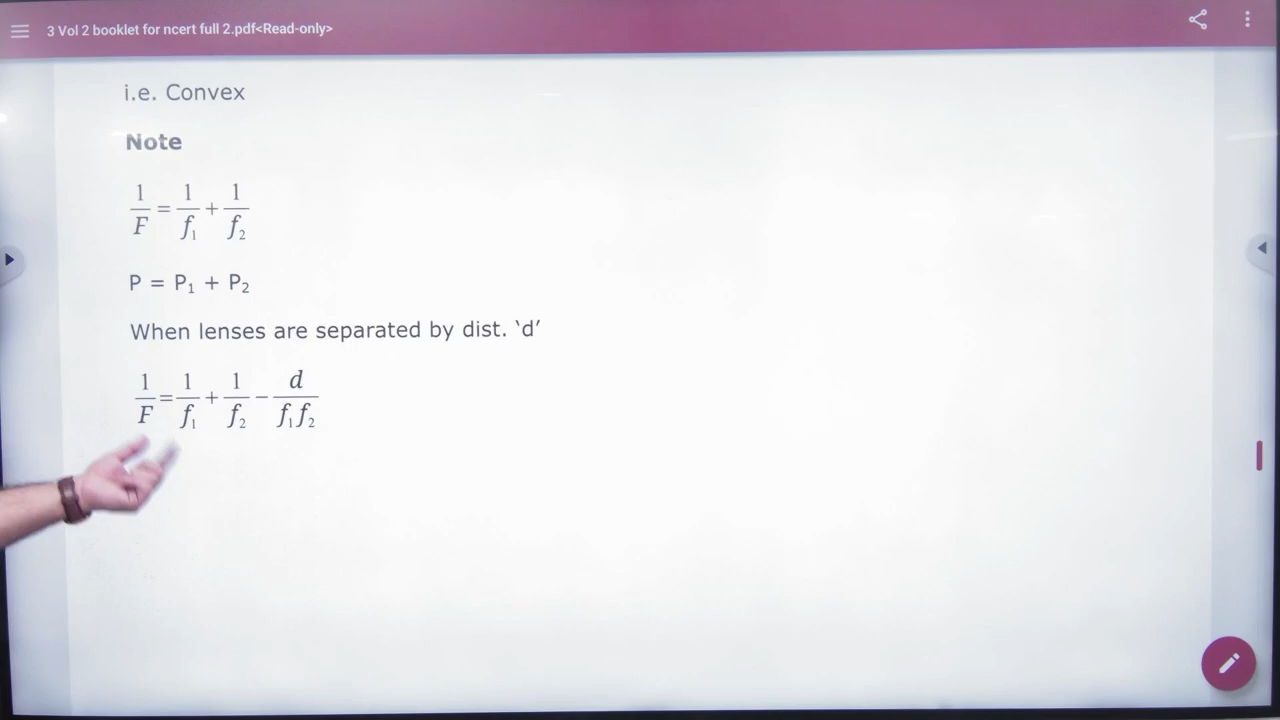 3 Vol 2 booklet for ncert full 2.pdf<Read-only>
i.e. Convex
Note
1/F = 1/f₁ + 1/f₂
P = P₁ + P₂
When lenses are separated by dist. ‘d’
1/F = 1/f₁ + 1/f₂ − d/f₁f₂